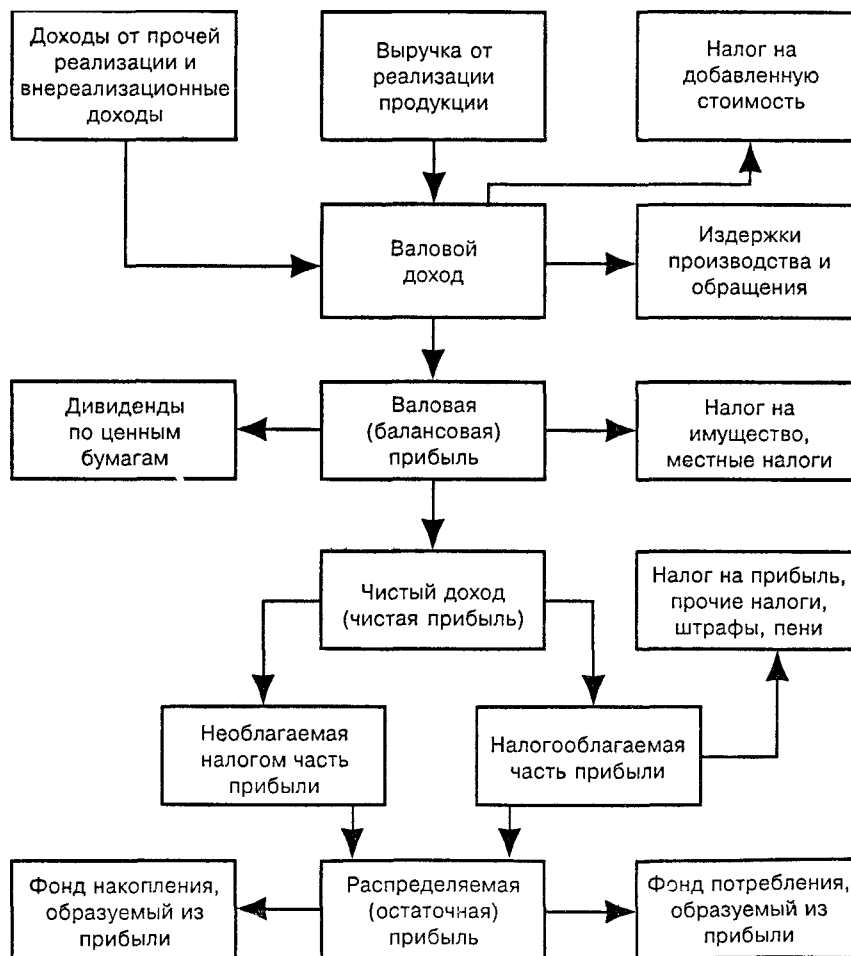 Доходы от прочей
реализации и
внереализационные
доходы
Выручка от
реализации
продукции
Налог на
добавленную
стоимость
Валовой
доход
Издержки
производства и
обращения
Дивиденды
по ценным
бумагам
Валовая
(балансовая)
прибыль
Налог на
имущество,
местные налоги
Чистый доход
(чистая прибыль)
Налог на прибыль,
прочие налоги,
штрафы, пени
Необлагаемая
налогом часть
прибыли
Налогооблагаемая
часть прибыли
Фонд накопления,
образуемый из
прибыли
Распределяемая
(остаточная)
прибыль
Фонд потребления,
образуемый из
прибыли